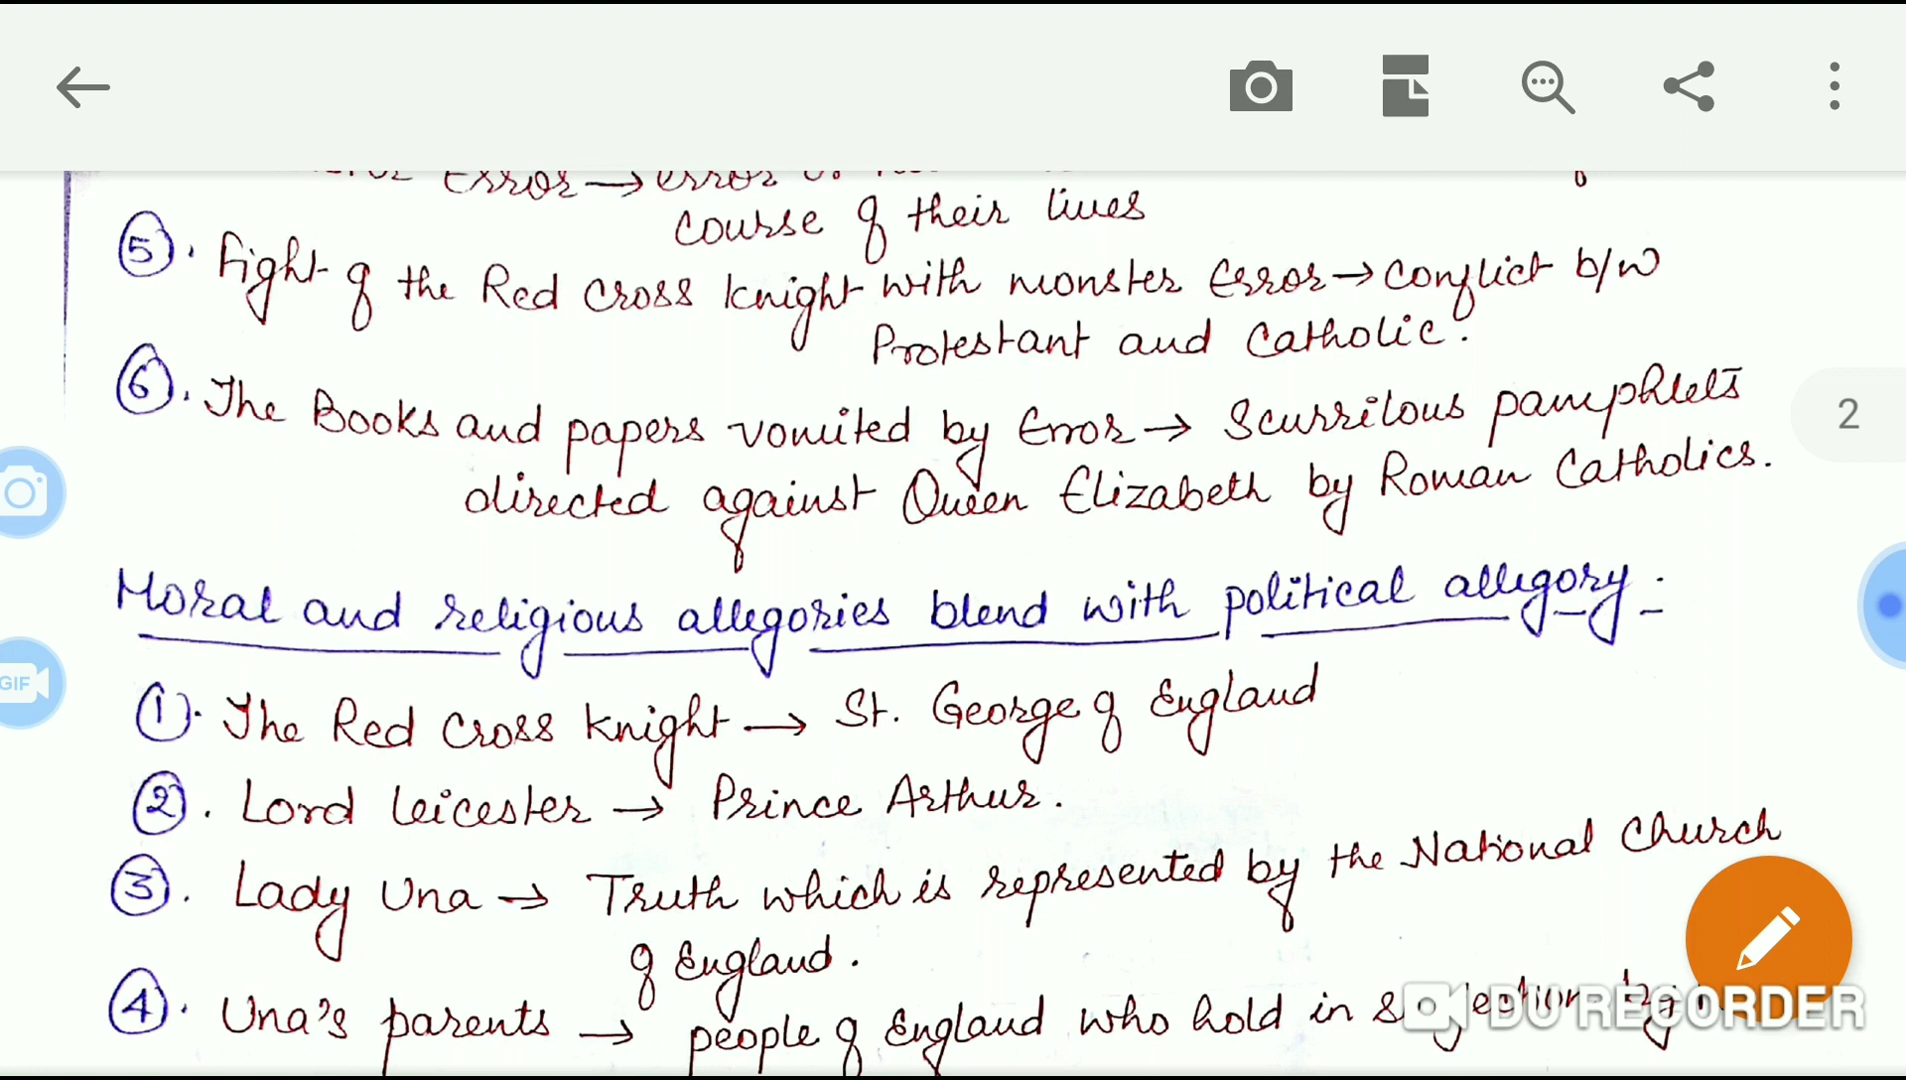 Error → error
course of their lives
5. Fight of the Red Cross Knight with monster Error → conflict b/w
Protestant and Catholic.
6. The Books and papers vomited by Error → Scurrilous pamphlets
directed against Queen Elizabeth by Roman Catholics.
2
Moral and religious allegories blend with political allegory :-
GIF
1. The Red Cross Knight → St. George of England
2. Lord Leicester → Prince Arthur.
3. Lady Una → Truth which is represented by the National Church
of England.
4. Una's parents → people of England who hold in
DU RECORDER